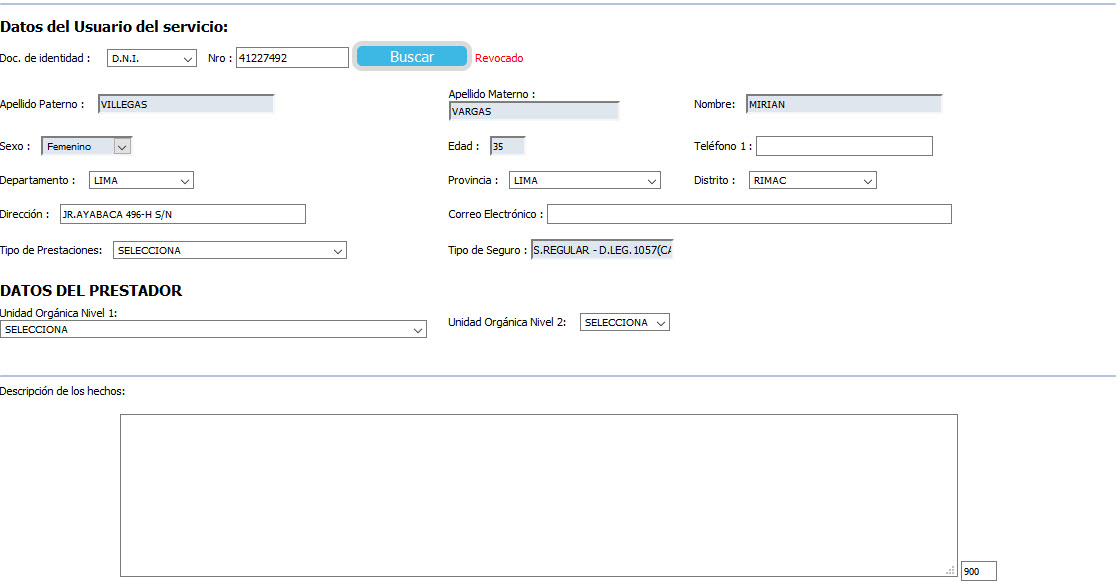 Datos del Usuario del servicio:
Doc. de identidad : D.N.I. Nro : 41227492 Buscar Revocado
Apellido Paterno : VILLEGAS Apellido Materno : VARGAS Nombre: MIRIAN
Sexo : Femenino Edad : 35 Teléfono 1 :
Departamento : LIMA Provincia : LIMA Distrito : RIMAC
Dirección : JR.AYABACA 496-H S/N Correo Electrónico :
Tipo de Prestaciones: SELECCIONA Tipo de Seguro : S.REGULAR - D.LEG. 1057(CA
DATOS DEL PRESTADOR
Unidad Orgánica Nivel 1:
SELECCIONA Unidad Orgánica Nivel 2: SELECCIONA
Descripción de los hechos:
900